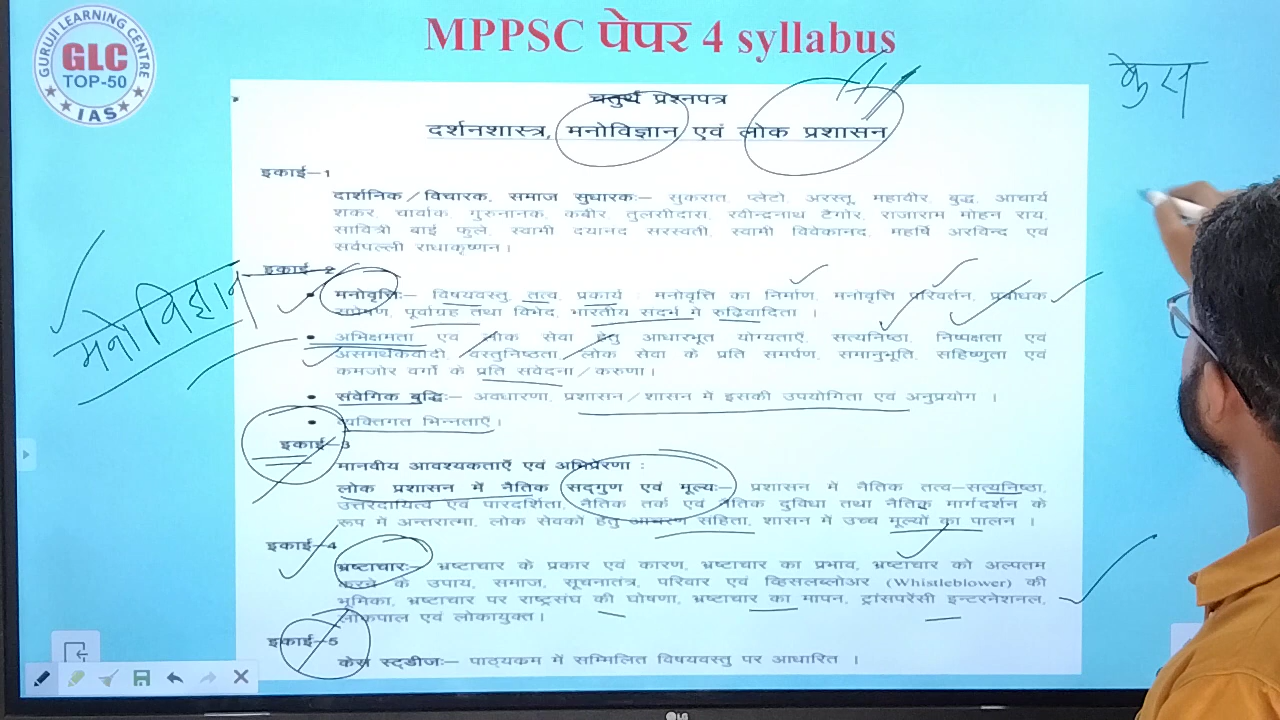 GURUJI LEARNING CENTRE
GLC
TOP-50
IAS
MPPSC पेपर 4 syllabus
केस
चतुर्थ प्रश्नपत्र
दर्शनशास्त्र, मनोविज्ञान एवं लोक प्रशासन
इकाई–1
दार्शनिक/विचारक, समाज सुधारकः– सुकरात, प्लेटो, अरस्तू, महावीर, बुद्ध, आचार्य
शंकर, चार्वाक, गुरुनानक, कबीर, तुलसीदास, रवीन्द्रनाथ टैगोर, राजाराम मोहन राय,
सावित्री बाई फुले, स्वामी दयानंद सरस्वती, स्वामी विवेकानंद, महर्षि अरविन्द एवं
सर्वपल्ली राधाकृष्णन।
इकाई–2
मनोविज्ञान
• मनोवृत्तिः– विषयवस्तु, तत्व, प्रकार्य : मनोवृत्ति का निर्माण, मनोवृत्ति परिवर्तन, प्रबोधक
संप्रेषण, पूर्वाग्रह तथा विभेद, भारतीय संदर्भ में रुढ़िवादिता ।
• अभिक्षमता एवं लोक सेवा हेतु आधारभूत योग्यताएँ, सत्यनिष्ठा, निष्पक्षता एवं
असमर्थकवादी, वस्तुनिष्ठता, लोक सेवा के प्रति समर्पण, समानुभूति, सहिष्णुता एवं
कमजोर वर्गों के प्रति संवेदना/करुणा।
• संवेगिक बुद्धिः– अवधारणा, प्रशासन/शासन में इसकी उपयोगिता एवं अनुप्रयोग ।
• व्यक्तिगत भिन्नताएँ।
इकाई–3
मानवीय आवश्यकताएँ एवं अभिप्रेरणा :
लोक प्रशासन में नैतिक सद्गुण एवं मूल्यः– प्रशासन में नैतिक तत्व–सत्यनिष्ठा,
उत्तरदायित्व एवं पारदर्शिता, नैतिक तर्क एवं नैतिक दुविधा तथा नैतिक मार्गदर्शन के
रूप में अन्तरात्मा, लोक सेवकों हेतु आचरण संहिता, शासन में उच्च मूल्यों का पालन ।
इकाई–4
भ्रष्टाचारः– भ्रष्टाचार के प्रकार एवं कारण, भ्रष्टाचार का प्रभाव, भ्रष्टाचार को अल्पतम
करने के उपाय, समाज, सूचनातंत्र, परिवार एवं व्हिसलब्लोअर (Whistleblower) की
भूमिका, भ्रष्टाचार पर राष्ट्रसंघ की घोषणा, भ्रष्टाचार का मापन, ट्रांसपरेंसी इन्टरनेशनल,
लोकपाल एवं लोकायुक्त।
इकाई–5
केस स्टडीजः– पाठ्यकम में सम्मिलित विषयवस्तु पर आधारित ।
LG